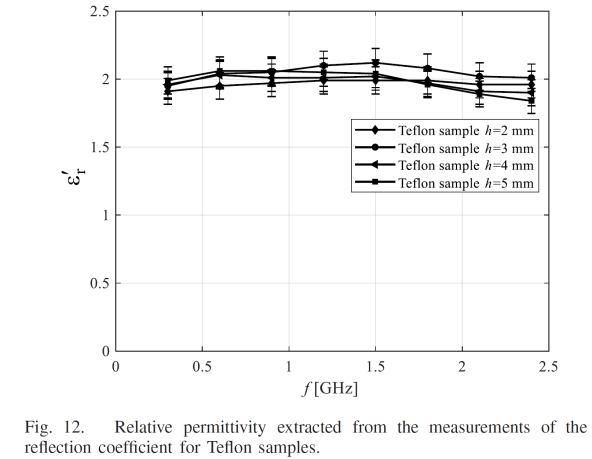 2.5
2
1.5
1
0.5
0
0
0.5
1
1.5
2
2.5
ε′r
f [GHz]
Teflon sample h=2 mm
Teflon sample h=3 mm
Teflon sample h=4 mm
Teflon sample h=5 mm
Fig. 12. Relative permittivity extracted from the measurements of the
reflection coefficient for Teflon samples.